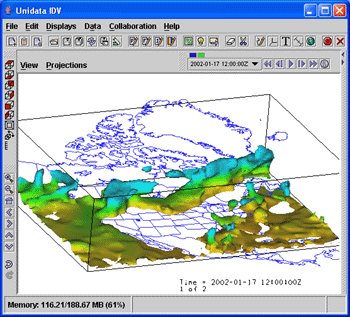 Unidata IDV
File Edit Displays Data Collaboration Help
View Projections
2002-01-17 12:00:00Z
Time = 2002-01-17 12:00:00Z
1 of 2
Memory: 116.21/188.67 MB (61%)